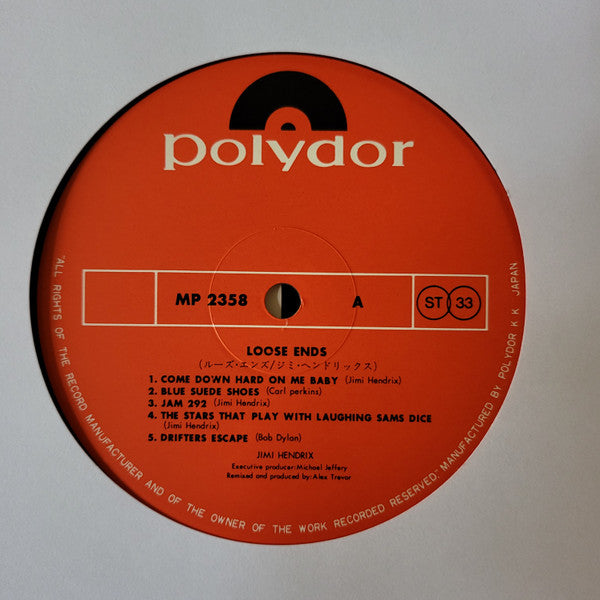 polydor
MP 2358 A ST 33
LOOSE ENDS
(ルーズ・エンズ/ジミ・ヘンドリックス)
1. COME DOWN HARD ON ME BABY (Jimi Hendrix)
2. BLUE SUEDE SHOES (Carl perkins)
3. JAM 292 (Jimi Hendrix)
4. THE STARS THAT PLAY WITH LAUGHING SAMS DICE
(Jimi Hendrix)
5. DRIFTERS ESCAPE (Bob Dylan)
JIMI HENDRIX
Executive producer:Michael Jeffery
Remixed and produced by:Alex Trevor
"ALL RIGHTS OF THE RECORD MANUFACTURER AND OF THE OWNER OF THE WORK RECORDED RESERVED" MANUFACTURED BY POLYDOR K K JAPAN